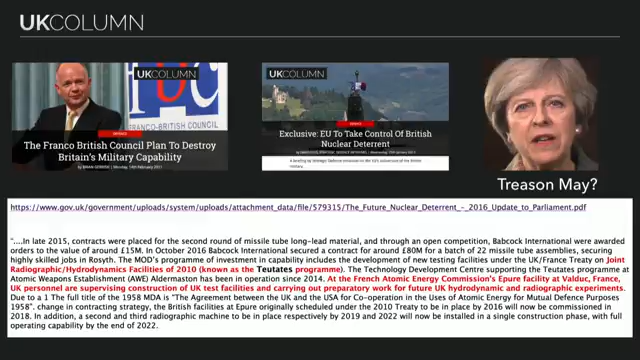 UKCOLUMN
UKCOLUMN
FRANCO-BRITISH COUNCIL
The Franco British Council Plan To Destroy
Britain's Military Capability
UKCOLUMN
Exclusive: EU To Take Control Of British
Nuclear Deterrent
Treason May?
https://www.gov.uk/government/uploads/system/uploads/attachment_data/file/579315/The_Future_Nuclear_Deterrent_-_2016_Update_to_Parliament.pdf
"....In late 2015, contracts were placed for the second round of missile tube long-lead material, and through an open competition, Babcock International were awarded
orders to the value of around £15M. In October 2016 Babcock International secured a contract for around £80M for a batch of 22 missile tube assemblies, securing
highly skilled jobs in Rosyth. The MOD's programme of investment in capability includes the development of new testing facilities under the UK/France Treaty on Joint
Radiographic/Hydrodynamics Facilities of 2010 (known as the Teutates programme). The Technology Development Centre supporting the Teutates programme at
Atomic Weapons Establishment (AWE) Aldermaston has been in operation since 2014. At the French Atomic Energy Commission's Epure facility at Valduc, France,
UK personnel are supervising construction of UK test facilities and carrying out preparatory work for future UK hydrodynamic and radiographic experiments.
Due to a 1 The full title of the 1958 MDA is "The Agreement between the UK and the USA for Co-operation in the Uses of Atomic Energy for Mutual Defence Purposes
1958". change in contracting strategy, the British facilities at Epure originally scheduled under the 2010 Treaty to be in place by 2016 will now be commissioned in
2018. In addition, a second and third radiographic machine to be in place respectively by 2019 and 2022 will now be installed in a single construction phase, with full
operating capability by the end of 2022.